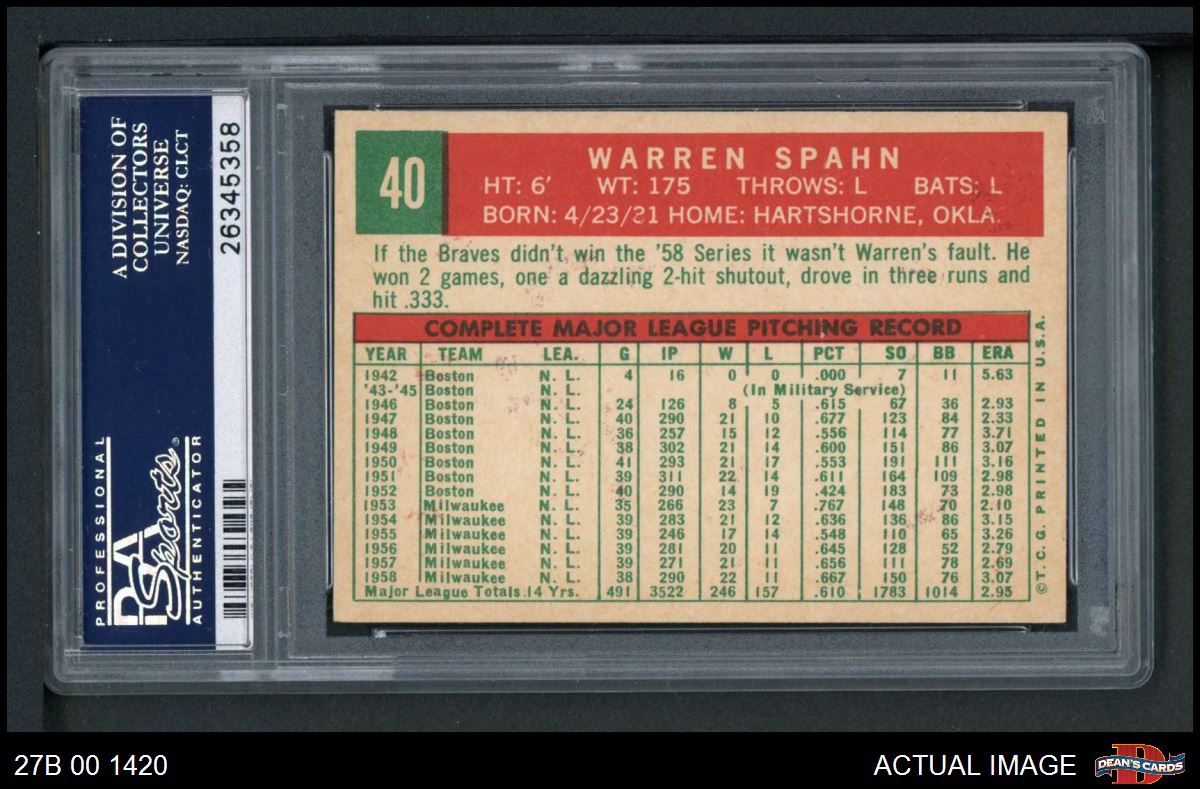 A DIVISION OF
COLLECTORS
UNIVERSE
NASDAQ: CLCT
26345358
PROFESSIONAL
PSA
Sports
AUTHENTICATOR
40
WARREN SPAHN
HT: 6' WT: 175 THROWS: L BATS: L
BORN: 4/23/21 HOME: HARTSHORNE, OKLA.
If the Braves didn't win the '58 Series it wasn't Warren's fault. He
won 2 games, one a dazzling 2-hit shutout, drove in three runs and
hit .333.
COMPLETE MAJOR LEAGUE PITCHING RECORD
YEAR TEAM LEA. G IP W L PCT SO BB ERA
1942 Boston N. L. 4 16 0 0 .000 7 11 5.63
'43-'45 Boston N. L. (In Military Service)
1946 Boston N. L. 24 126 8 5 .615 67 36 2.93
1947 Boston N. L. 40 290 21 10 .677 123 84 2.33
1948 Boston N. L. 36 257 15 12 .556 114 77 3.71
1949 Boston N. L. 38 302 21 14 .600 151 86 3.07
1950 Boston N. L. 41 293 21 17 .553 191 111 3.16
1951 Boston N. L. 39 311 22 14 .611 164 109 2.98
1952 Boston N. L. 40 290 14 19 .424 183 73 2.98
1953 Milwaukee N. L. 35 266 23 7 .767 148 70 2.10
1954 Milwaukee N. L. 39 283 21 12 .636 136 86 3.15
1955 Milwaukee N. L. 39 246 17 14 .548 110 65 3.26
1956 Milwaukee N. L. 39 281 20 11 .645 128 52 2.79
1957 Milwaukee N. L. 39 271 21 11 .656 111 78 2.69
1958 Milwaukee N. L. 38 290 22 11 .667 150 76 3.07
Major League Totals 14 Yrs. 491 3522 246 157 .610 1783 1014 2.95
©T.C.G. PRINTED IN U.S.A.
27B 00 1420
ACTUAL IMAGE
D
DEAN'S CARDS